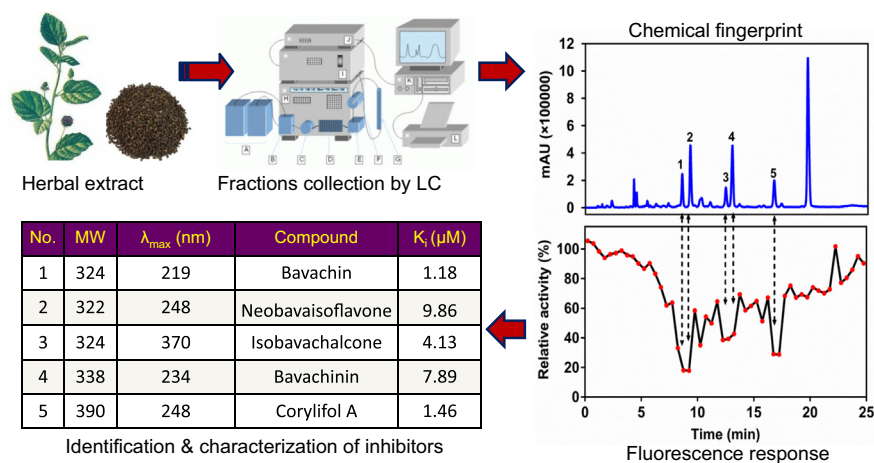 Chemical fingerprint
Herbal extract
Fractions collection by LC
A
B
C
D
E
F
G
H
I
J
K
L
mAU (×100000)
12
10
8
6
4
2
0
1
2
3
4
5
Relative activity (%)
100
80
60
40
20
0
0 5 10 15 20 25
Time (min)
Fluorescence response
No. MW λmax (nm) Compound Ki (µM)
1 324 219 Bavachin 1.18
2 322 248 Neobavaisoflavone 9.86
3 324 370 Isobavachalcone 4.13
4 338 234 Bavachinin 7.89
5 390 248 Corylifol A 1.46
Identification & characterization of inhibitors